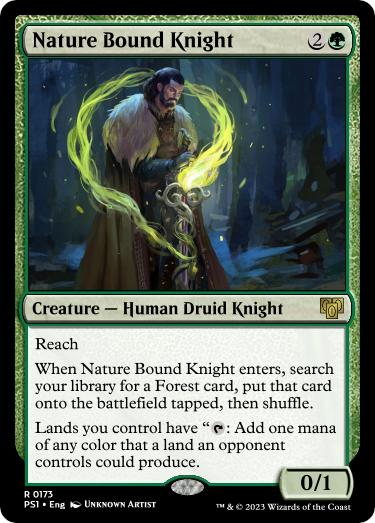 Nature Bound Knight 2
Creature — Human Druid Knight
Reach
When Nature Bound Knight enters, search
your library for a Forest card, put that card
onto the battlefield tapped, then shuffle.
Lands you control have “: Add one mana
of any color that a land an opponent
controls could produce.
0/1
R 0173
PS1 • Eng Unknown Artist
™ & © 2023 Wizards of the Coast